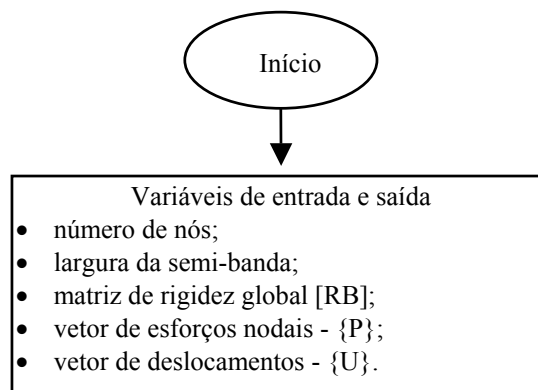 Início
Variáveis de entrada e saída
• número de nós;
• largura da semi-banda;
• matriz de rigidez global [RB];
• vetor de esforços nodais - {P};
• vetor de deslocamentos - {U}.